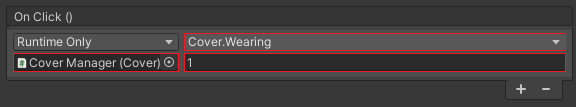 On Click ()
Runtime Only
Cover.Wearing
Cover Manager (Cover)
1